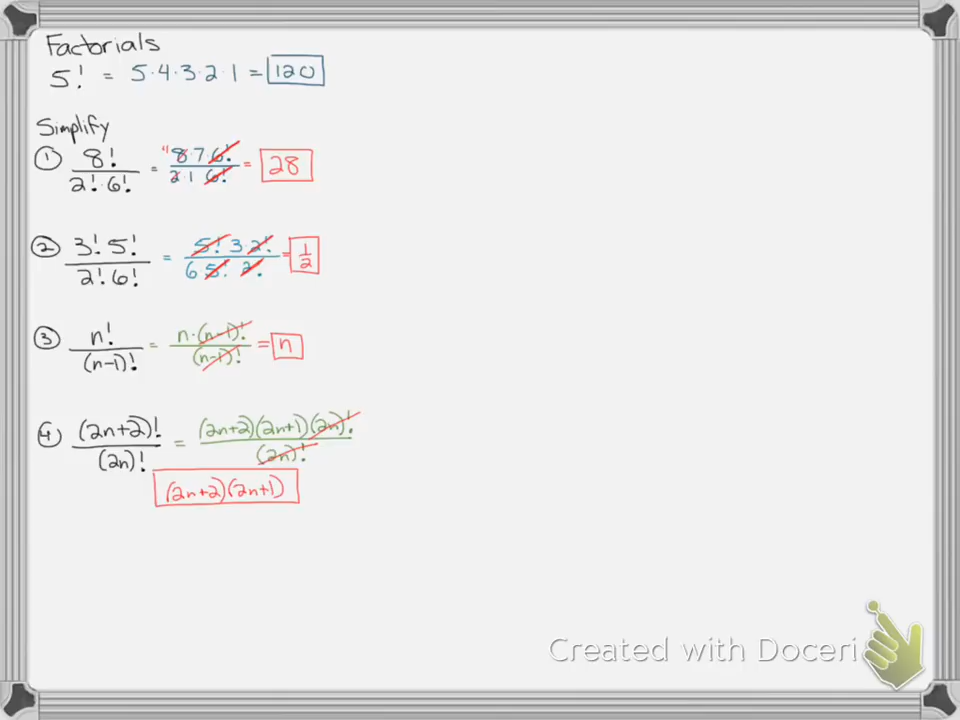 Factorials
5! = 5·4·3·2·1 = 120
Simplify
① 8! / 2!·6! = 4 8·7·6! / 2·1 6! = 28
② 3!·5! / 2!·6! = 5! 3·2! / 6 5! 2! = 1/2
③ n! / (n-1)! = n·(n-1)! / (n-1)! = n
④ (2n+2)! / (2n)! = (2n+2)(2n+1)(2n)! / (2n)!
(2n+2)(2n+1)
Created with Doceri